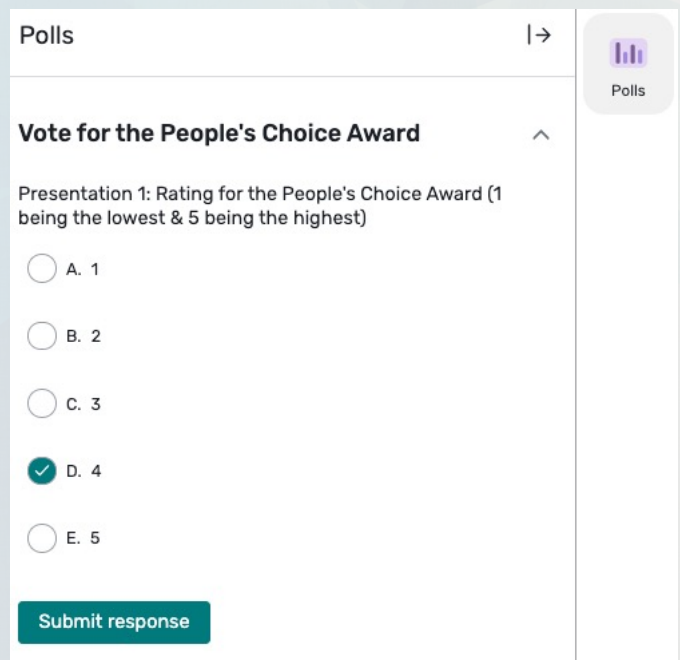 Polls
Polls
Vote for the People's Choice Award
Presentation 1: Rating for the People's Choice Award (1
being the lowest & 5 being the highest)
A. 1
B. 2
C. 3
D. 4
E. 5
Submit response